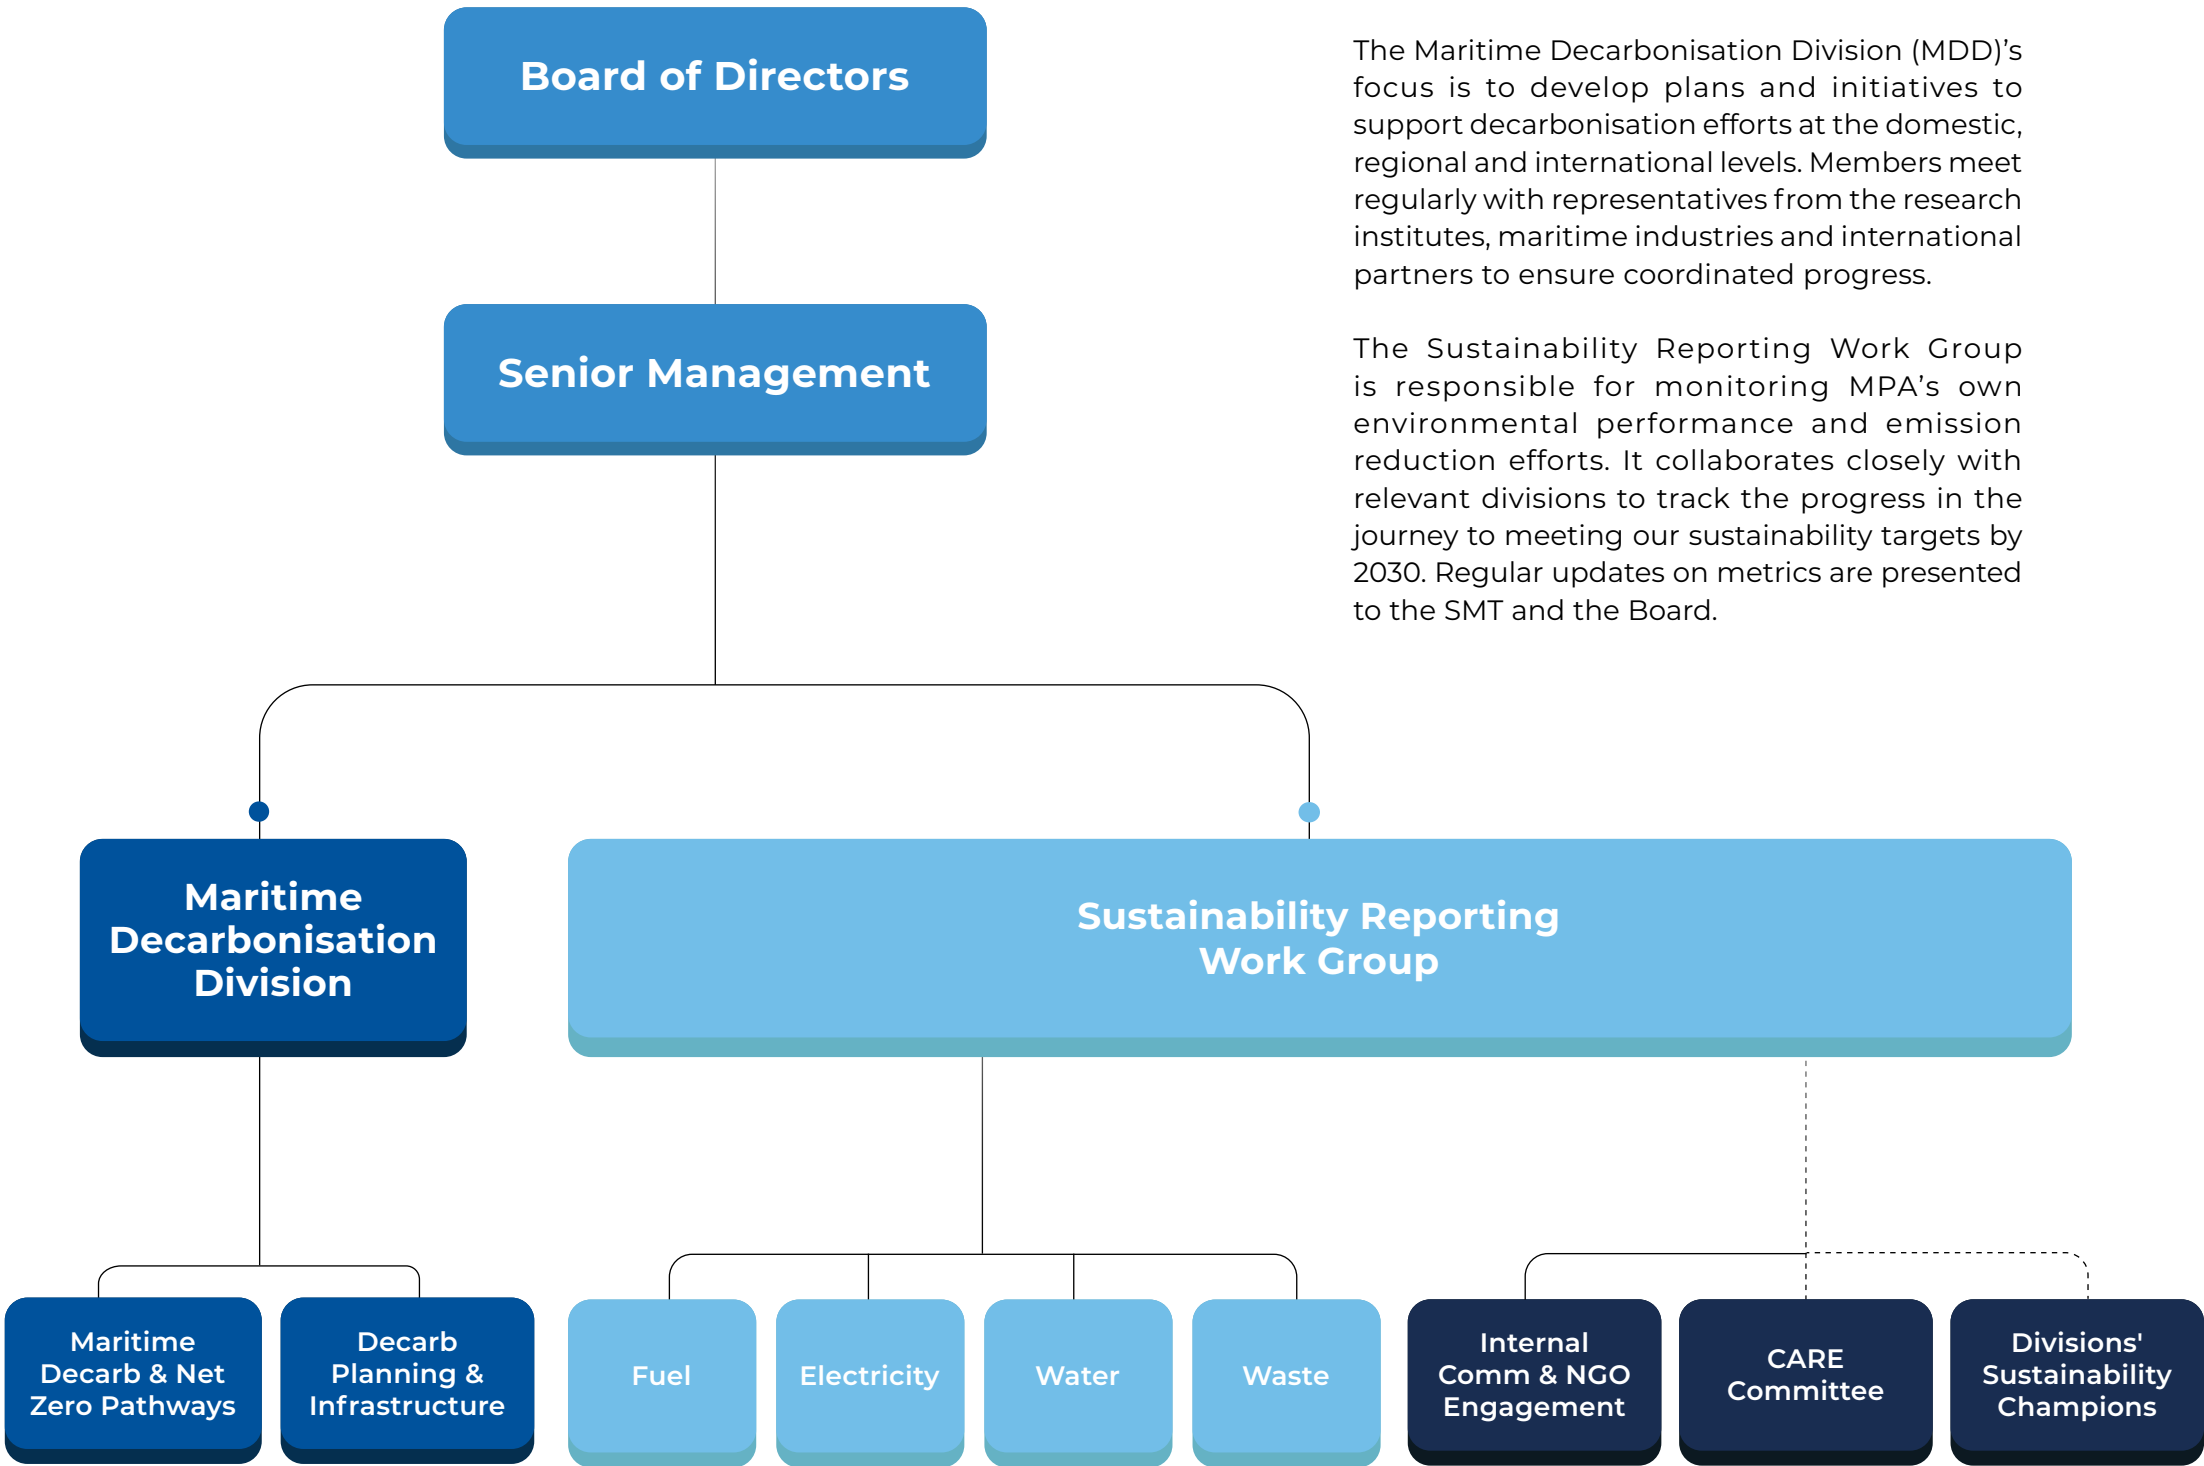 Board of Directors
Senior Management
The Maritime Decarbonisation Division (MDD)’s
focus is to develop plans and initiatives to
support decarbonisation efforts at the domestic,
regional and international levels. Members meet
regularly with representatives from the research
institutes, maritime industries and international
partners to ensure coordinated progress.
The Sustainability Reporting Work Group
is responsible for monitoring MPA’s own
environmental performance and emission
reduction efforts. It collaborates closely with
relevant divisions to track the progress in the
journey to meeting our sustainability targets by
2030. Regular updates on metrics are presented
to the SMT and the Board.
Maritime
Decarbonisation
Division
Sustainability Reporting
Work Group
Maritime
Decarb & Net
Zero Pathways
Decarb
Planning &
Infrastructure
Fuel
Electricity
Water
Waste
Internal
Comm & NGO
Engagement
CARE
Committee
Divisions'
Sustainability
Champions